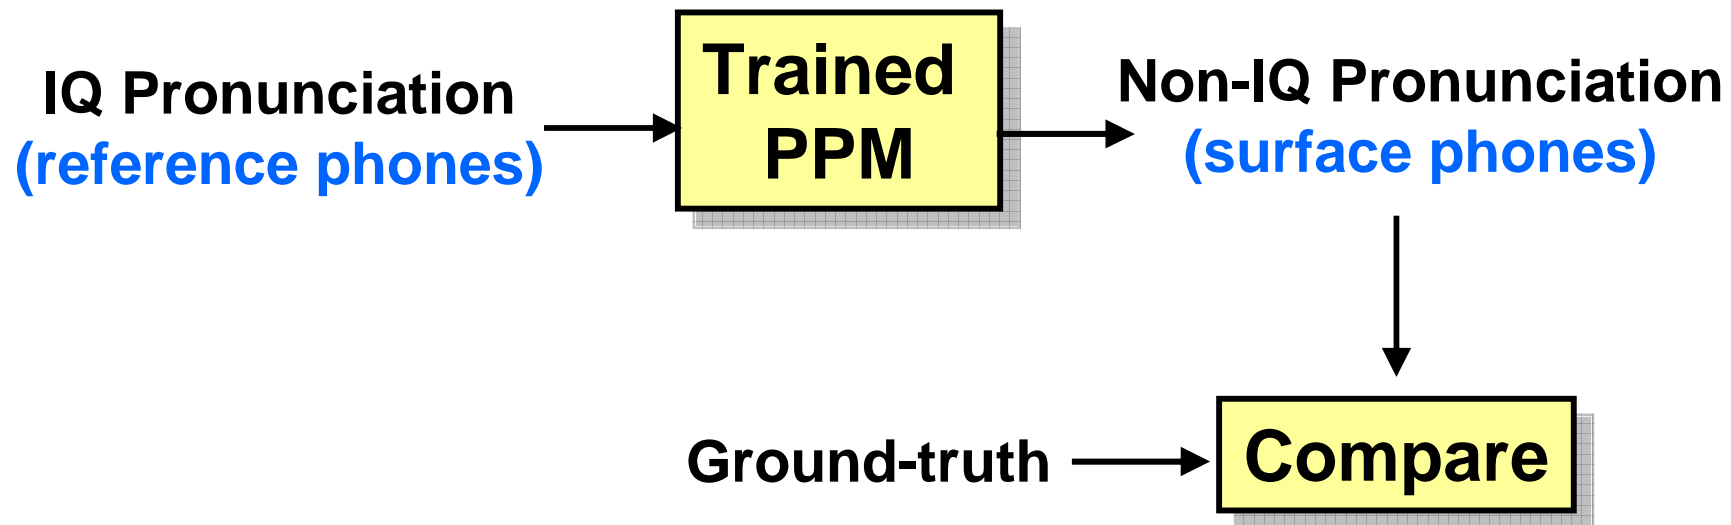 IQ Pronunciation
(reference phones)
Trained
PPM
Non-IQ Pronunciation
(surface phones)
Ground-truth
Compare